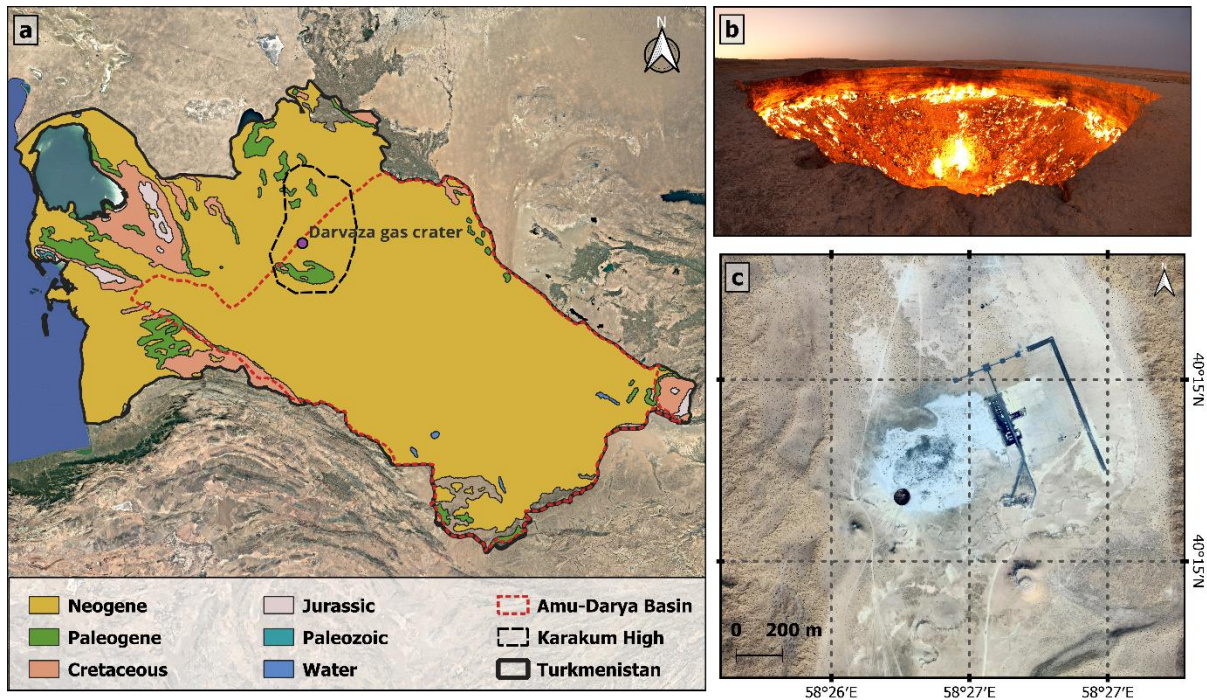 a
N
Darvaza gas crater
Neogene
Paleogene
Cretaceous
Jurassic
Paleozoic
Water
Amu-Darya Basin
Karakum High
Turkmenistan
b
c
40°15'N
40°15'N
0 200 m
58°26'E 58°27'E 58°27'E